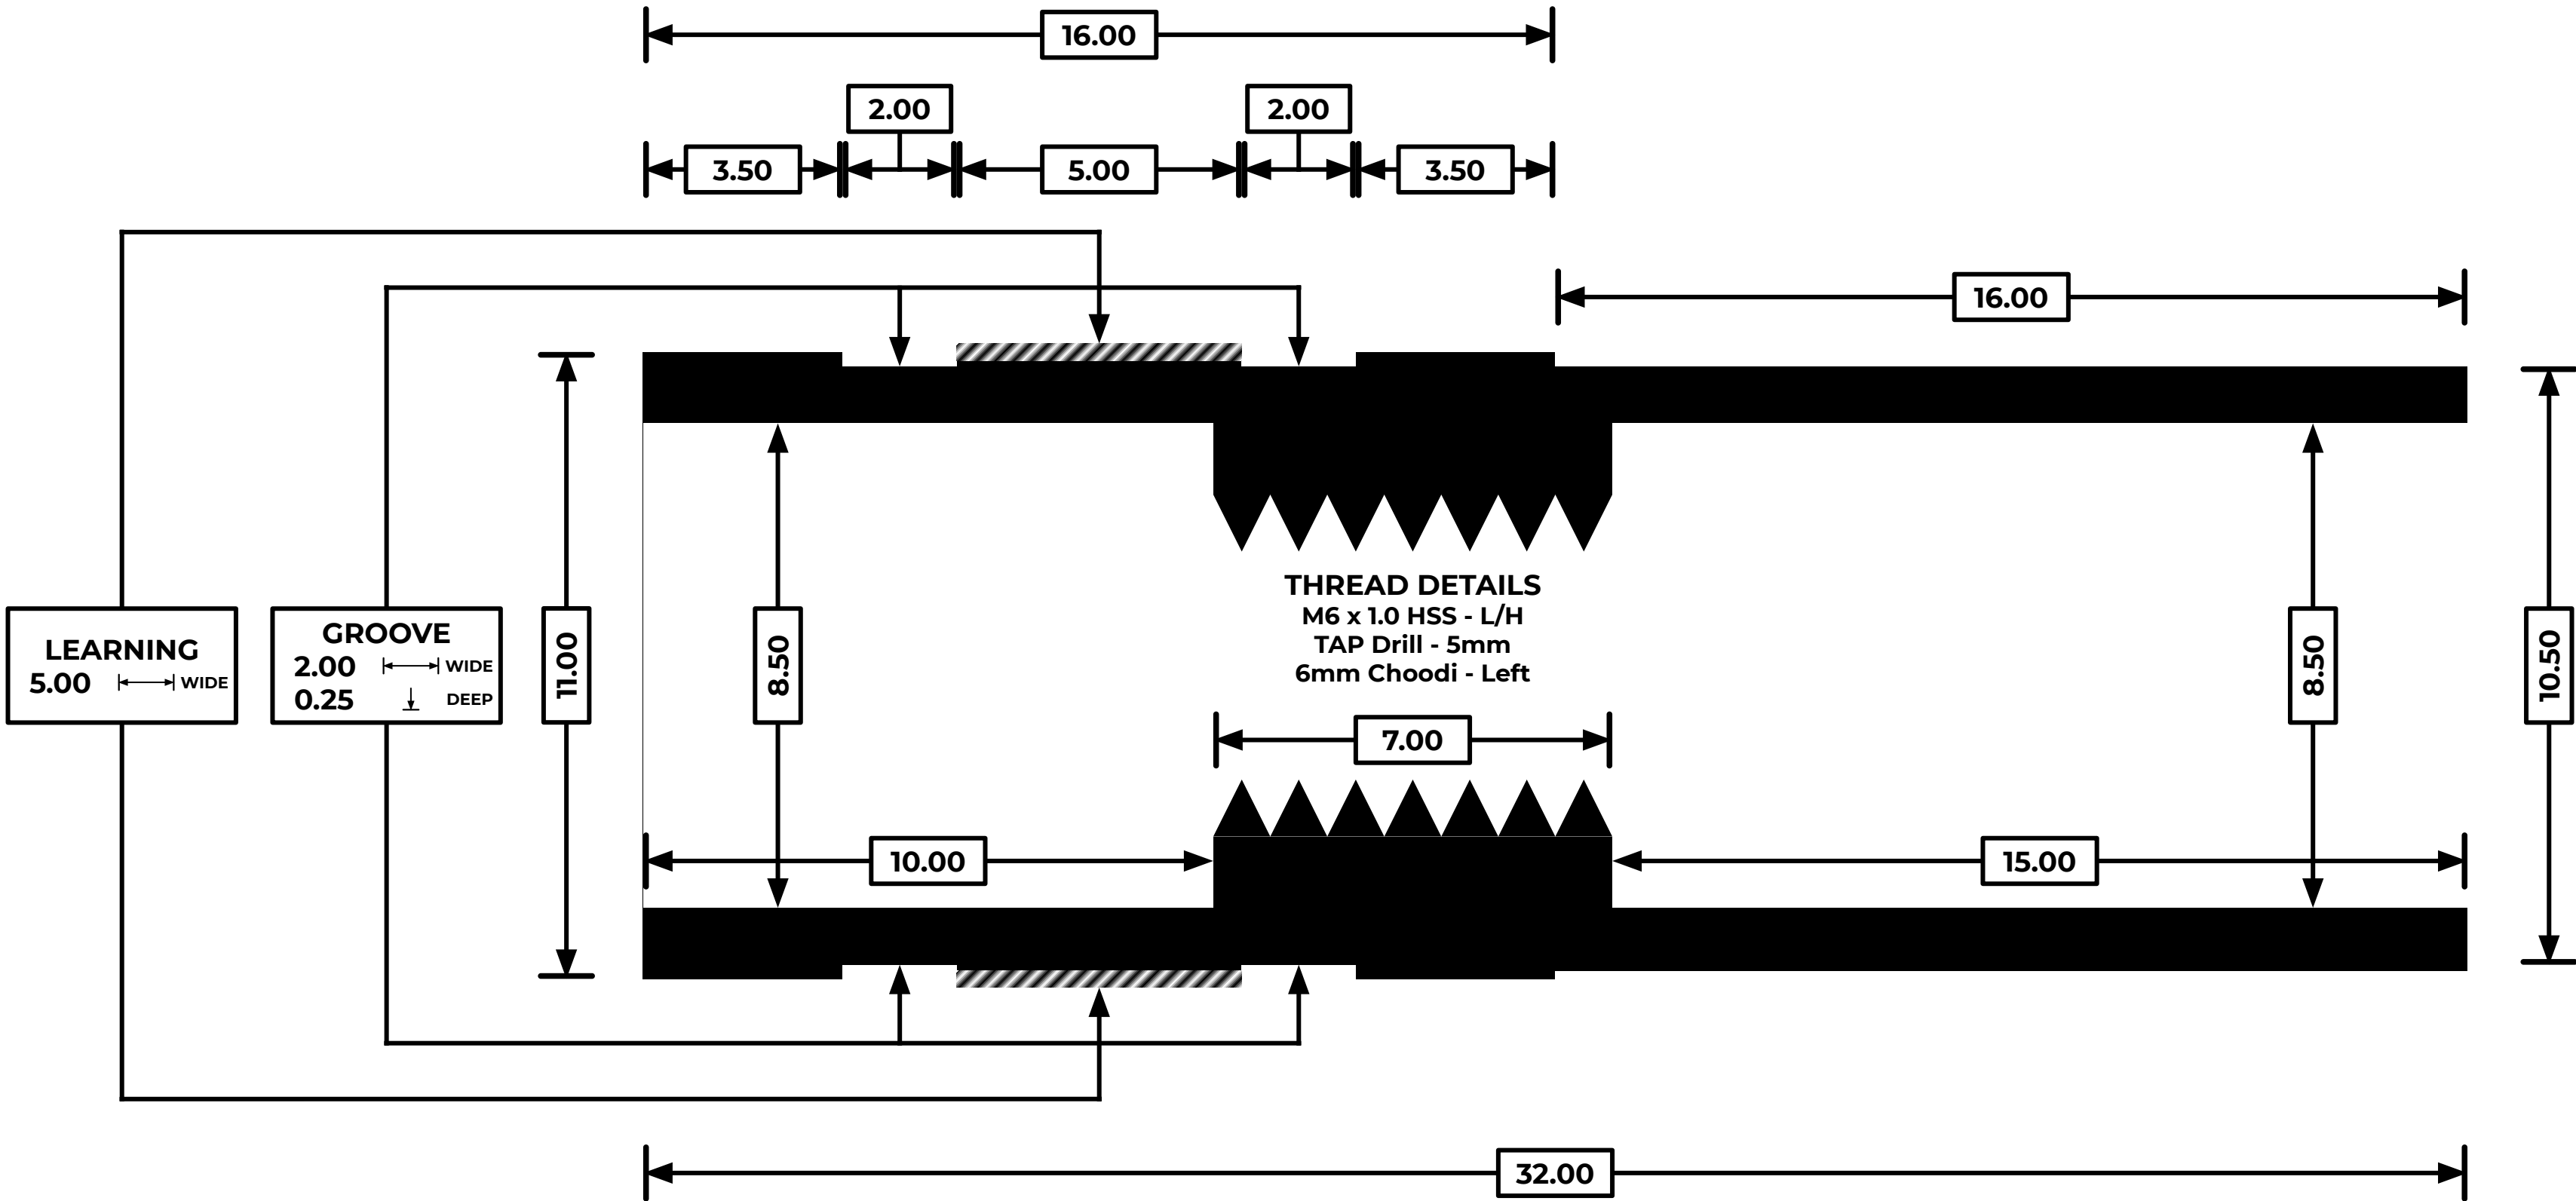 16.00
2.00
2.00
3.50
5.00
3.50
16.00
LEARNING
5.00 WIDE
GROOVE
2.00 WIDE
0.25 DEEP
11.00
8.50
THREAD DETAILS
M6 x 1.0 HSS - L/H
TAP Drill - 5mm
6mm Choodi - Left
7.00
8.50
10.50
10.00
15.00
32.00